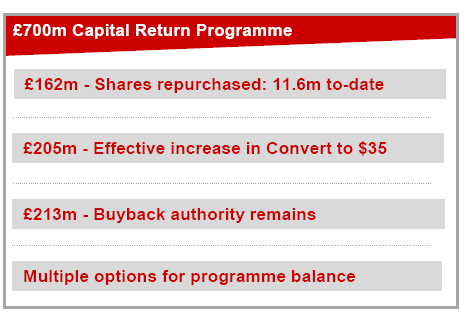 £700m Capital Return Programme
£162m - Shares repurchased: 11.6m to-date
£205m - Effective increase in Convert to $35
£213m - Buyback authority remains
Multiple options for programme balance